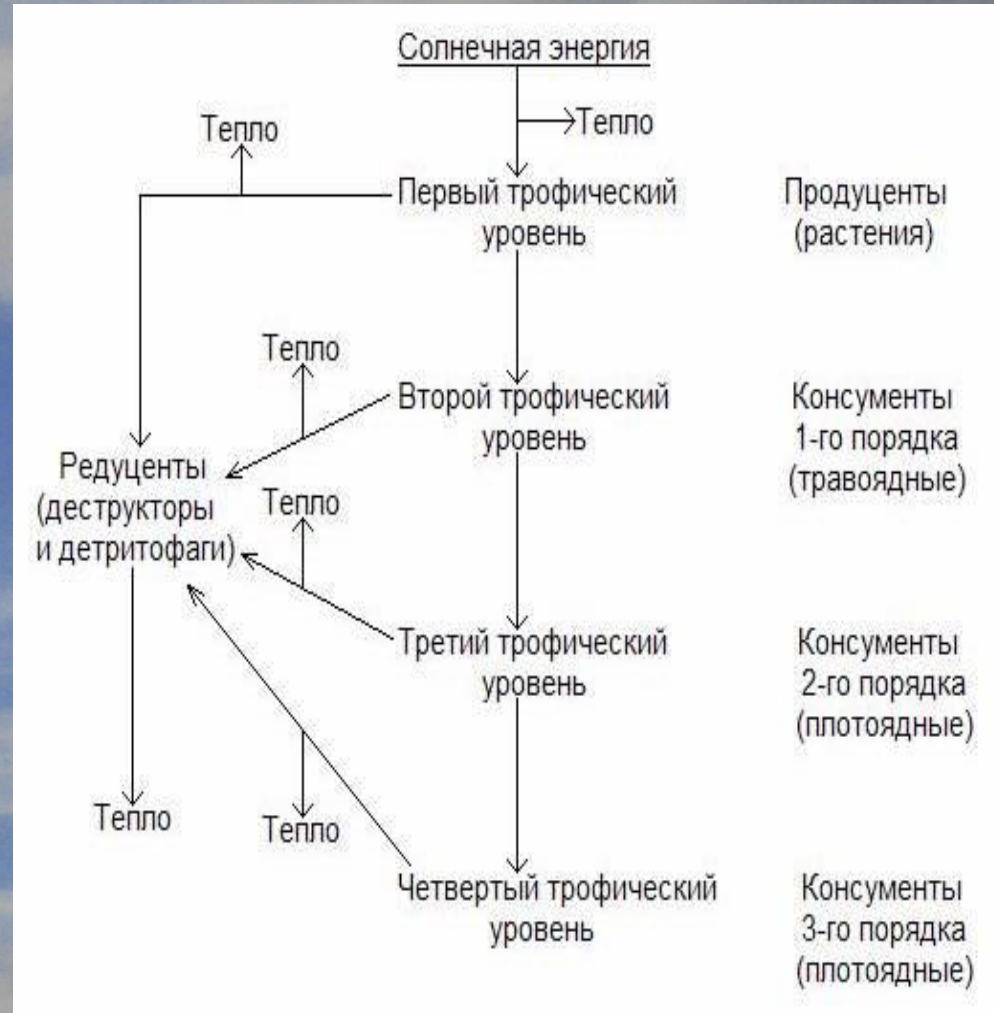 Солнечная энергия
Тепло
Тепло
Первый трофический
уровень
Продуценты
(растения)
Тепло
Второй трофический
уровень
Консументы
1-го порядка
(травоядные)
Редуценты
(деструкторы
и детритофаги)
Тепло
Третий трофический
уровень
Консументы
2-го порядка
(плотоядные)
Тепло
Тепло
Четвертый трофический
уровень
Консументы
3-го порядка
(плотоядные)